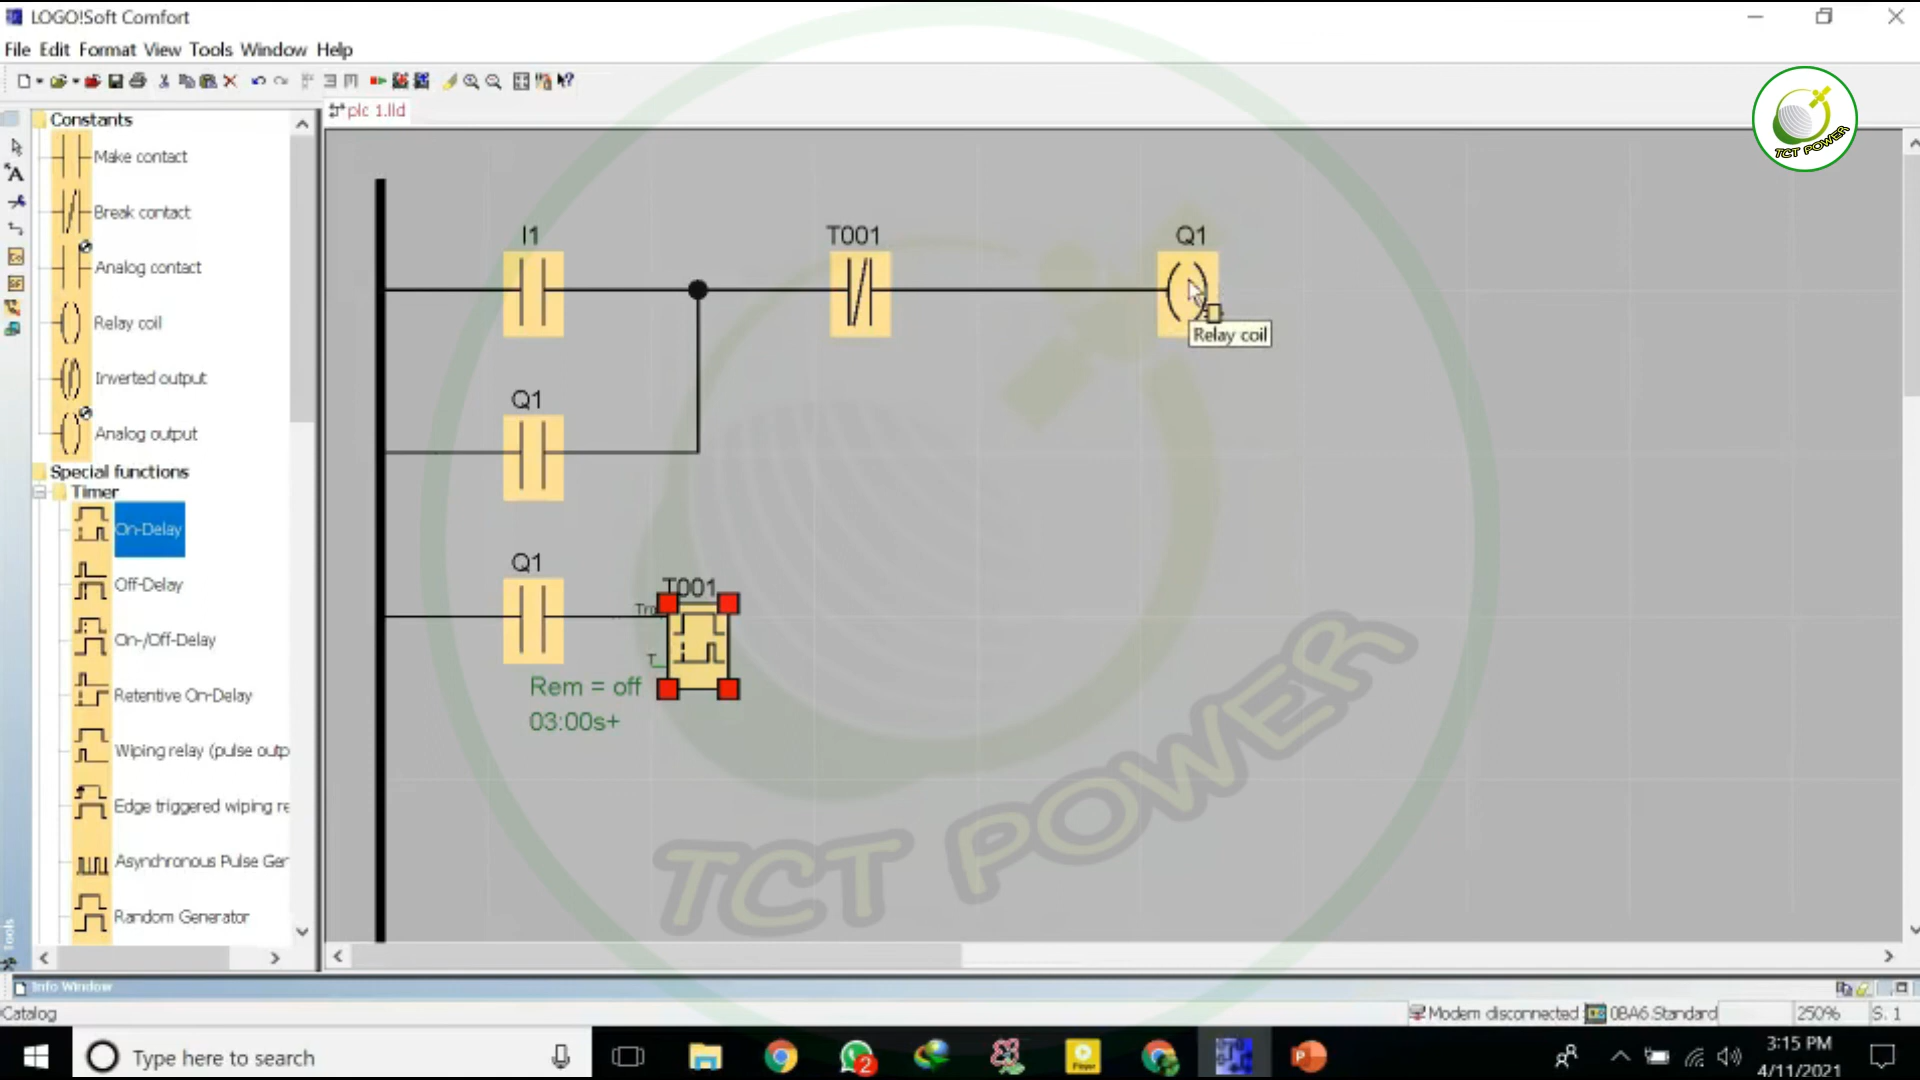 LOGO!Soft Comfort
File Edit Format View Tools Window Help
plc 1.lld
TCT POWER
Constants
Make contact
Break contact
Analog contact
Relay coil
Inverted output
Analog output
Special functions
Timer
On-Delay
Off-Delay
On-/Off-Delay
Retentive On-Delay
Wiping relay (pulse outp
Edge triggered wiping re
Asynchronous Pulse Ger
Random Generator
Tools
I1
T001
Q1
Relay coil
Q1
Q1
T001
Trg
T
Rem = off
03:00s+
TCT POWER
Info Window
Catalog
Modem disconnected
0BA6.Standard
250%
S. 1
Type here to search
2
3:15 PM
4/11/2021